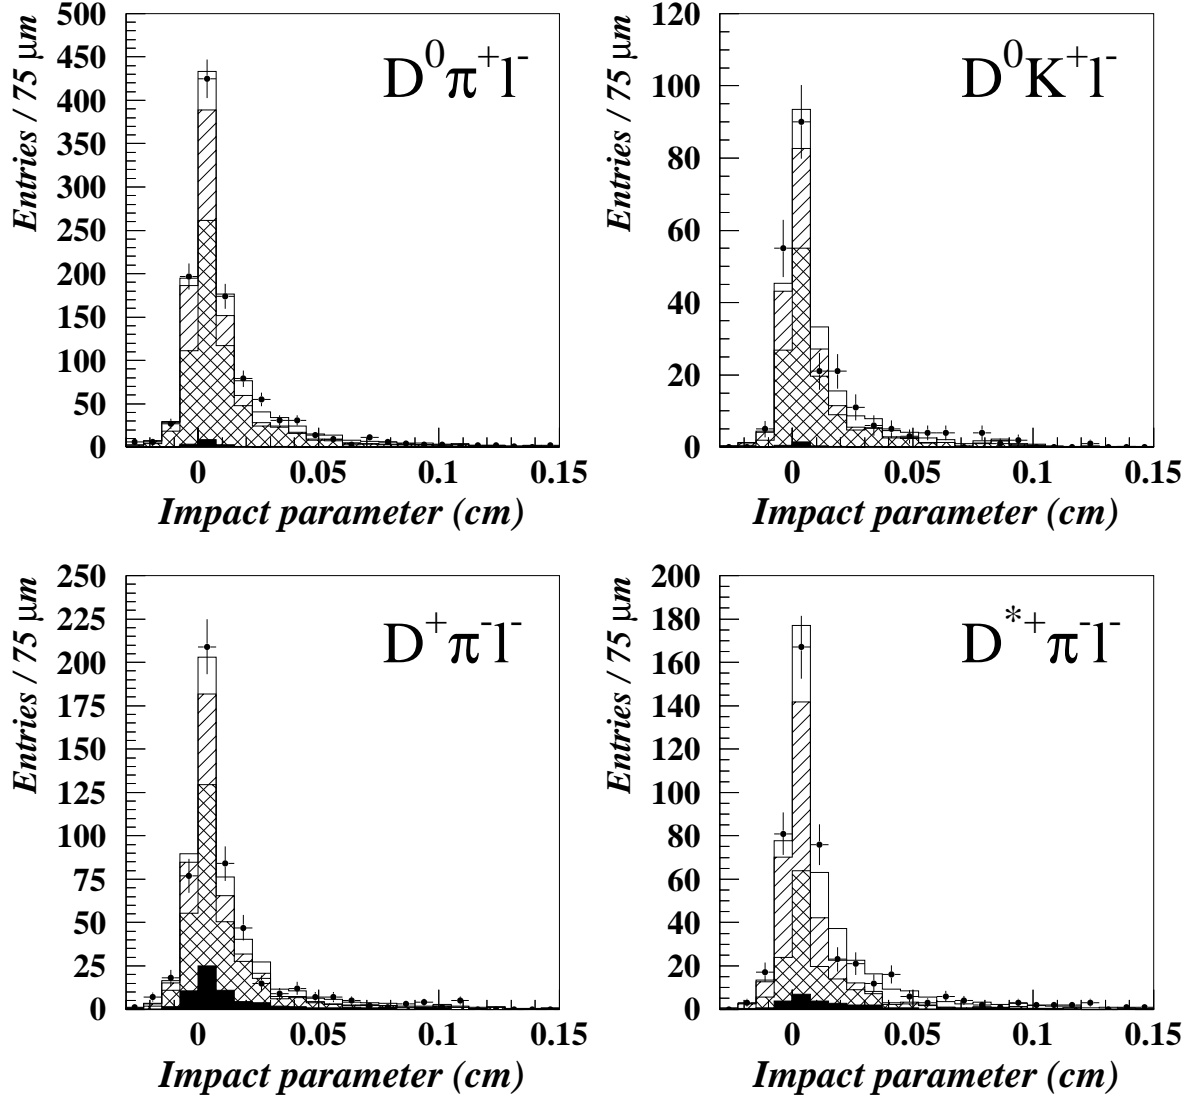 Entries / 75 μm
500
450
400
350
300
250
200
150
100
50
0
D⁰π⁺l⁻
0 0.05 0.1 0.15
Impact parameter (cm)
Entries / 75 μm
120
100
80
60
40
20
0
D⁰K⁺l⁻
0 0.05 0.1 0.15
Impact parameter (cm)
Entries / 75 μm
250
225
200
175
150
125
100
75
50
25
0
D⁺π⁻l⁻
0 0.05 0.1 0.15
Impact parameter (cm)
Entries / 75 μm
200
180
160
140
120
100
80
60
40
20
0
D*⁺π⁻l⁻
0 0.05 0.1 0.15
Impact parameter (cm)